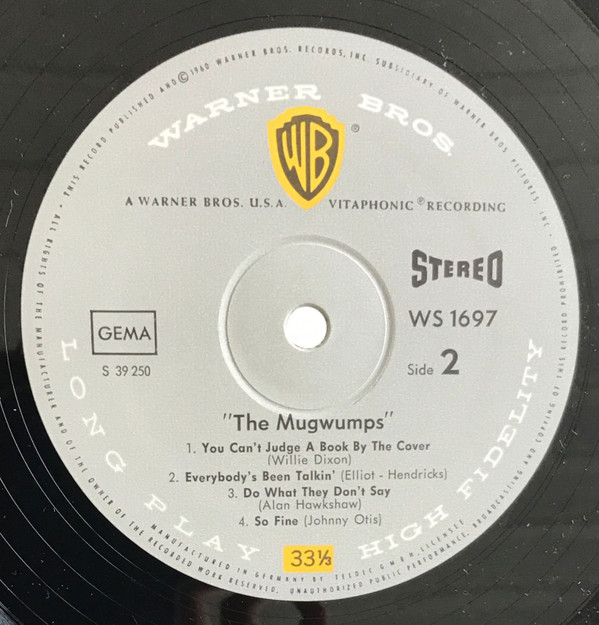 THIS RECORD PUBLISHED AND ©1960 WARNER BROS. RECORDS, INC. SUBSIDIARY OF WARNER BROS. PICTURES, INC.
WARNER BROS.
WB
®
A WARNER BROS. U.S.A. VITAPHONIC® RECORDING
STEREO
GEMA
WS 1697
S 39 250
Side 2
"The Mugwumps"
1. You Can't Judge A Book By The Cover
(Willie Dixon)
2. Everybody's Been Talkin' (Elliot - Hendricks)
3. Do What They Don't Say
(Alan Hawkshaw)
4. So Fine (Johnny Otis)
LONG PLAY
33⅓
HIGH FIDELITY
MANUFACTURED IN GERMANY BY TELDEC G.M.B.H. LICENSEE
ALL RIGHTS OF THE MANUFACTURER AND OF THE OWNER OF THE RECORDED WORK RESERVED. UNAUTHORIZED PUBLIC PERFORMANCE, BROADCASTING AND COPYING OF THIS RECORD PROHIBITED